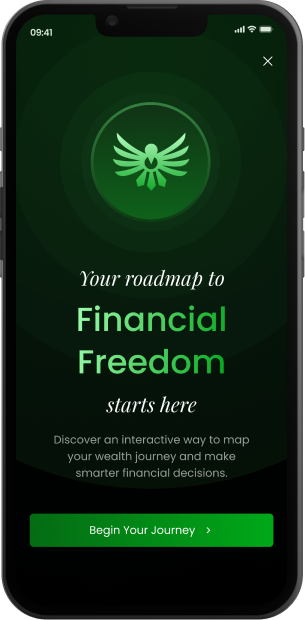 09:41
Your roadmap to
Financial
Freedom
starts here
Discover an interactive way to map
your wealth journey and make
smarter financial decisions.
Begin Your Journey